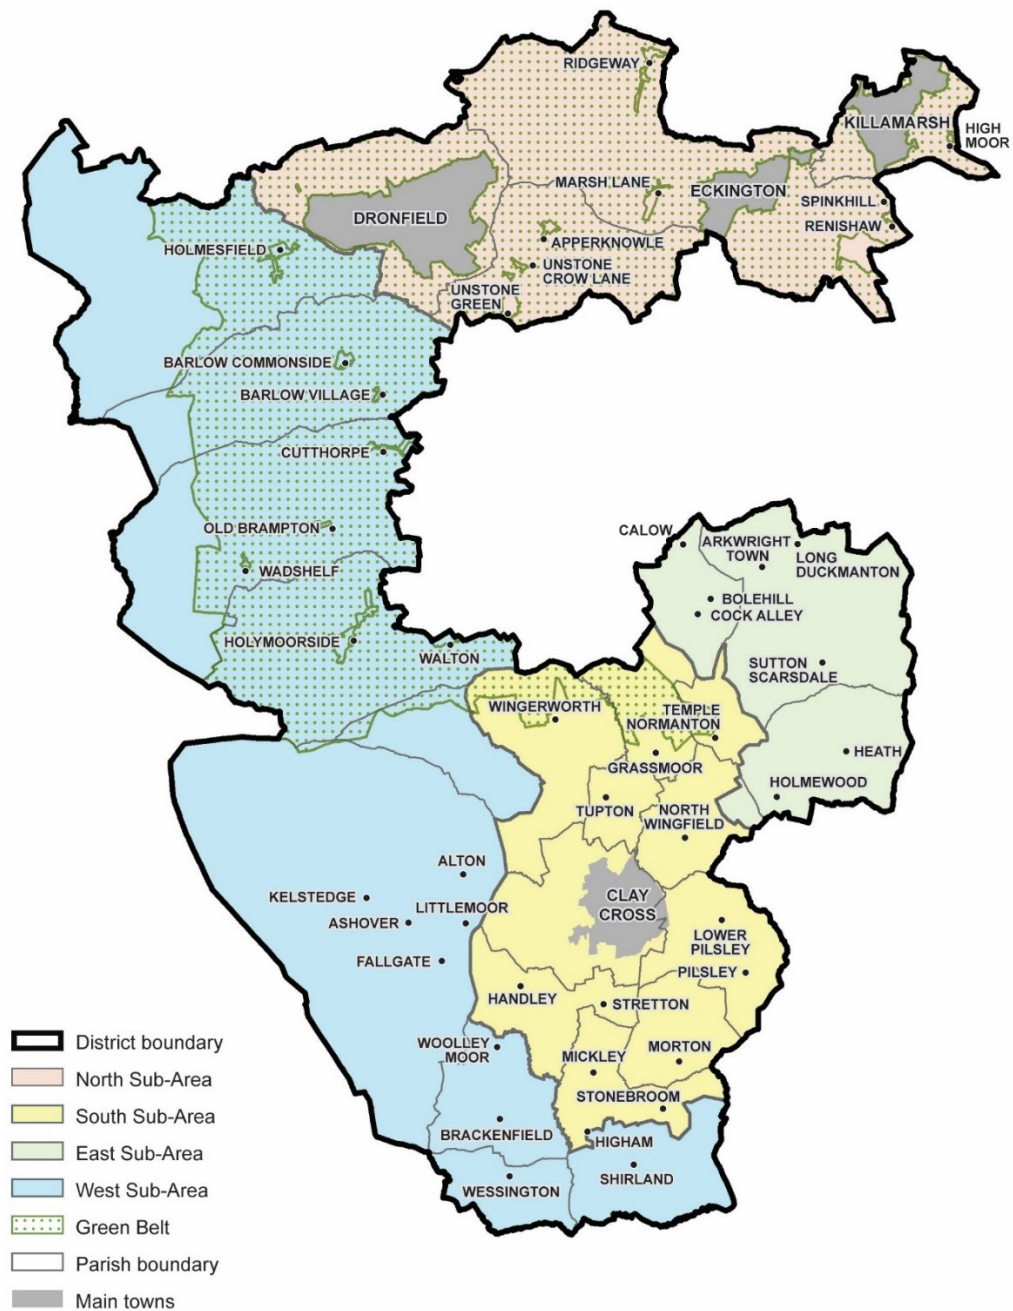 RIDGEWAY
KILLAMARSH
HIGH
MOOR
MARSH LANE
ECKINGTON
SPINKHILL
DRONFIELD
RENISHAW
APPERKNOWLE
HOLMESFIELD
UNSTONE
CROW LANE
UNSTONE
GREEN
BARLOW COMMONSIDE
BARLOW VILLAGE
CUTTHORPE
OLD BRAMPTON
CALOW
ARKWRIGHT
TOWN
LONG
DUCKMANTON
WADSHELF
BOLEHILL
COCK ALLEY
HOLYMOORSIDE
WALTON
SUTTON
SCARSDALE
WINGERWORTH
TEMPLE
NORMANTON
HEATH
GRASSMOOR
HOLMEWOOD
TUPTON
NORTH
WINGFIELD
ALTON
KELSTEDGE
LITTLEMOOR
ASHOVER
CLAY
CROSS
LOWER
PILSLEY
FALLGATE
PILSLEY
HANDLEY
STRETTON
WOOLLEY
MOOR
MICKLEY
MORTON
STONEBROOM
BRACKENFIELD
HIGHAM
SHIRLAND
WESSINGTON
District boundary
North Sub-Area
South Sub-Area
East Sub-Area
West Sub-Area
Green Belt
Parish boundary
Main towns